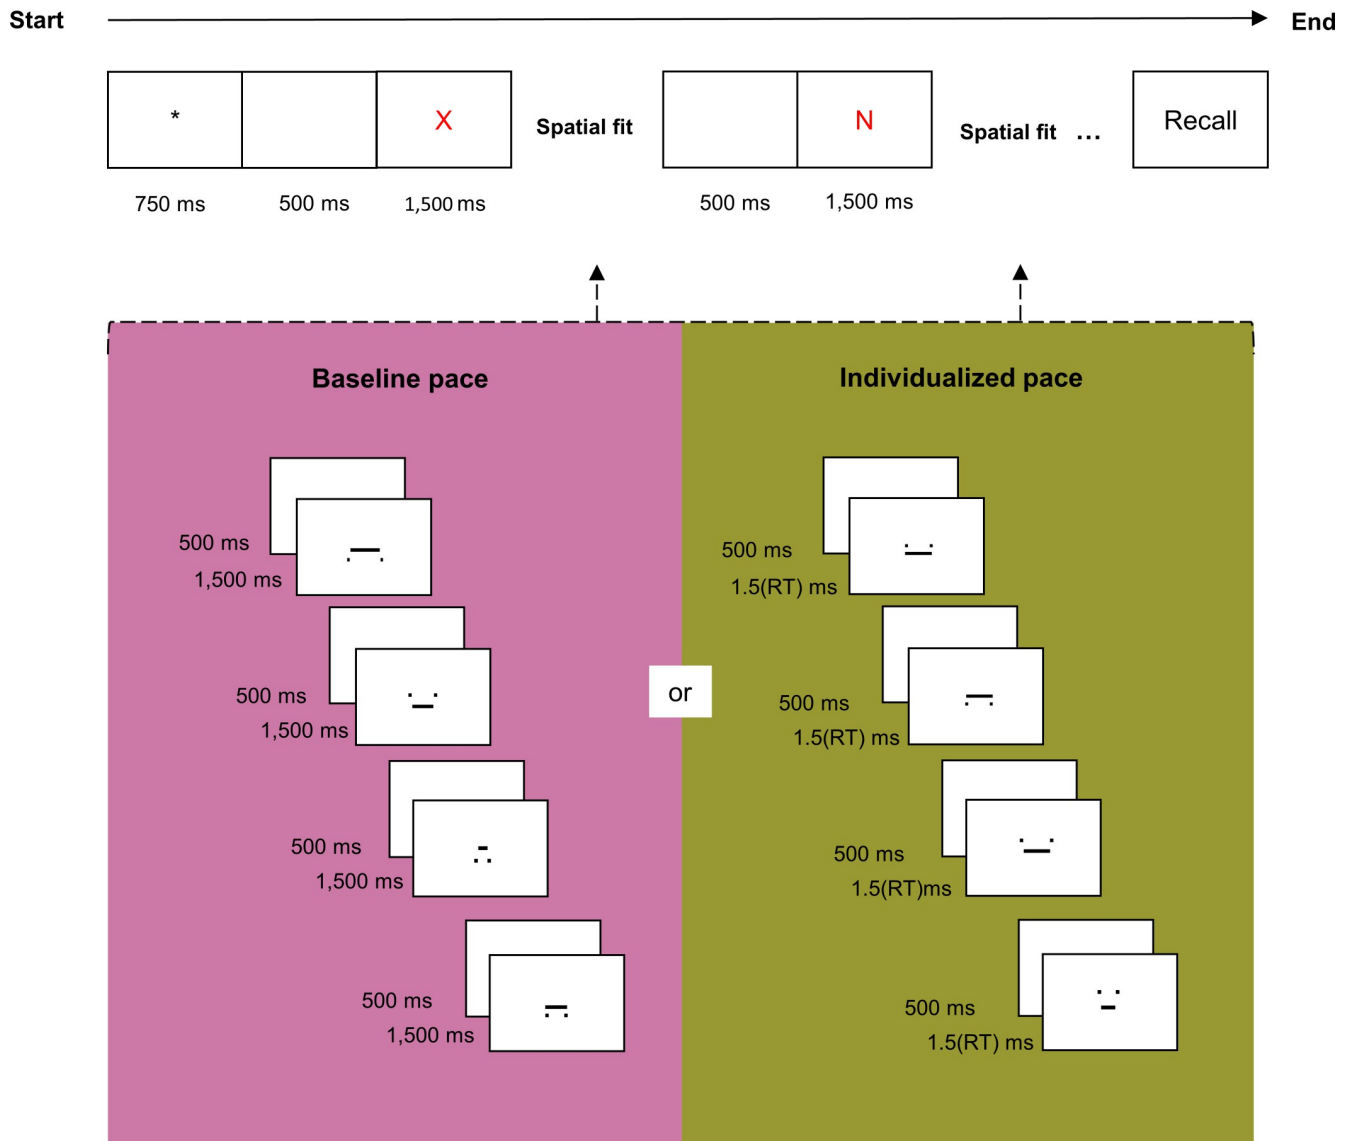 Start
End
*
X
Spatial fit
N
Spatial fit ...
Recall
750 ms
500 ms
1,500 ms
500 ms
1,500 ms
Baseline pace
Individualized pace
500 ms
1,500 ms
500 ms
1,500 ms
500 ms
1,500 ms
500 ms
1,500 ms
or
500 ms
1.5(RT) ms
500 ms
1.5(RT) ms
500 ms
1.5(RT)ms
500 ms
1.5(RT) ms